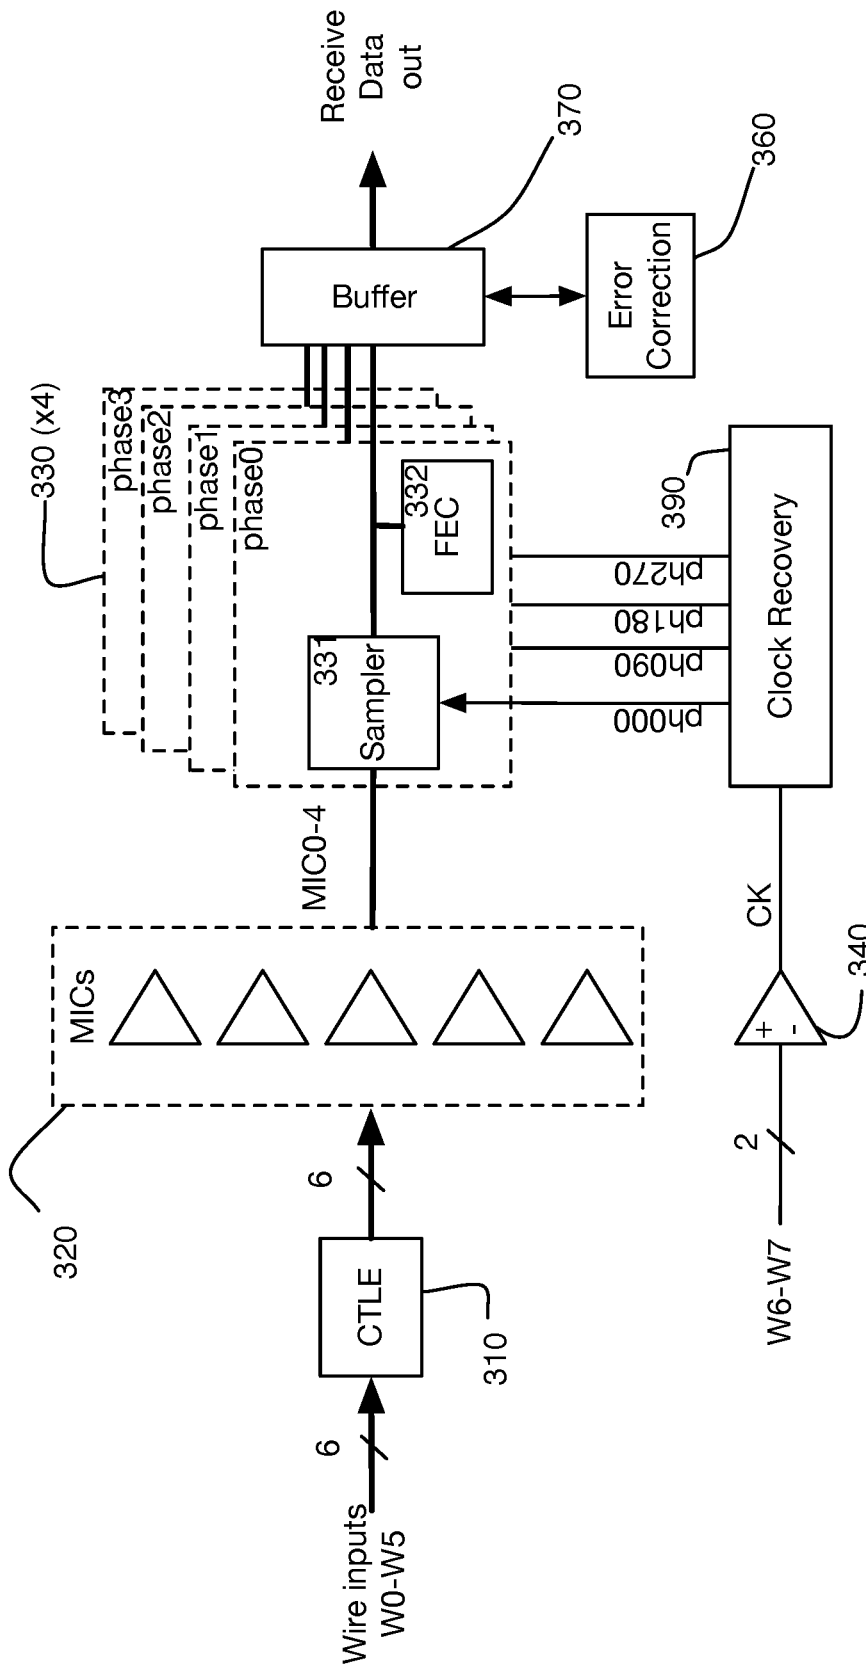 Wire inputs
W0-W5
6
CTLE
310
6
320
MICs
MIC0-4
330 (x4)
phase3
phase2
phase1
phase0
331
Sampler
332
FEC
Buffer
370
Receive
Data
out
Error
Correction
360
ph000
ph090
ph180
ph270
Clock Recovery
390
W6-W7
2
+
-
340
CK